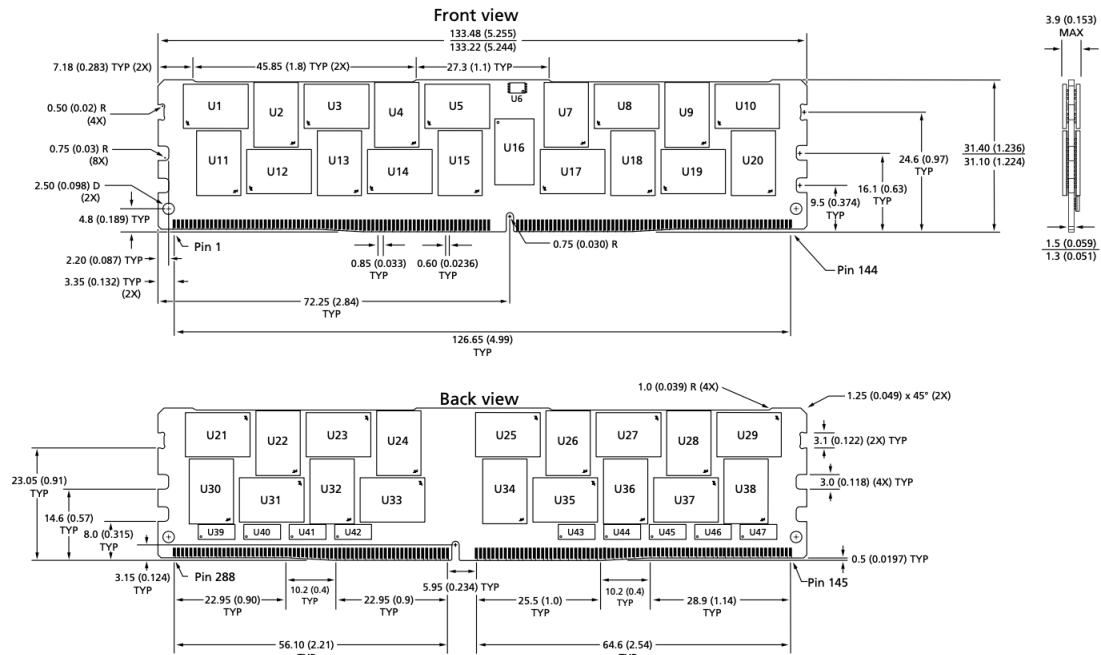 Front view
133.48 (5.255)
133.22 (5.244)
3.9 (0.153)
MAX
7.18 (0.283) TYP (2X)
45.85 (1.8) TYP (2X)
27.3 (1.1) TYP
0.50 (0.02) R
(4X)
U1
U2
U3
U4
U5
U6
U7
U8
U9
U10
0.75 (0.03) R
(8X)
U11
U12
U13
U14
U15
U16
U17
U18
U19
U20
31.40 (1.236)
31.10 (1.224)
24.6 (0.97)
16.1 (0.63)
9.5 (0.374)
TYP
TYP
TYP
2.50 (0.098) D
(2X)
4.8 (0.189) TYP
Pin 1
0.75 (0.030) R
2.20 (0.087) TYP
0.85 (0.033)
TYP
0.60 (0.0236)
TYP
Pin 144
1.5 (0.059)
1.3 (0.051)
3.35 (0.132) TYP
(2X)
72.25 (2.84)
TYP
126.65 (4.99)
TYP
Back view
1.0 (0.039) R (4X)
1.25 (0.049) x 45° (2X)
U21
U22
U23
U24
U25
U26
U27
U28
U29
3.1 (0.122) (2X) TYP
23.05 (0.91)
TYP
U30
U31
U32
U33
U34
U35
U36
U37
U38
3.0 (0.118) (4X) TYP
14.6 (0.57)
TYP
8.0 (0.315)
TYP
U39
U40
U41
U42
U43
U44
U45
U46
U47
0.5 (0.0197) TYP
3.15 (0.124)
TYP
Pin 288
5.95 (0.234) TYP
Pin 145
22.95 (0.90)
TYP
10.2 (0.4)
TYP
22.95 (0.9)
TYP
25.5 (1.0)
TYP
10.2 (0.4)
TYP
28.9 (1.14)
TYP
56.10 (2.21)
TYP
64.6 (2.54)
TYP